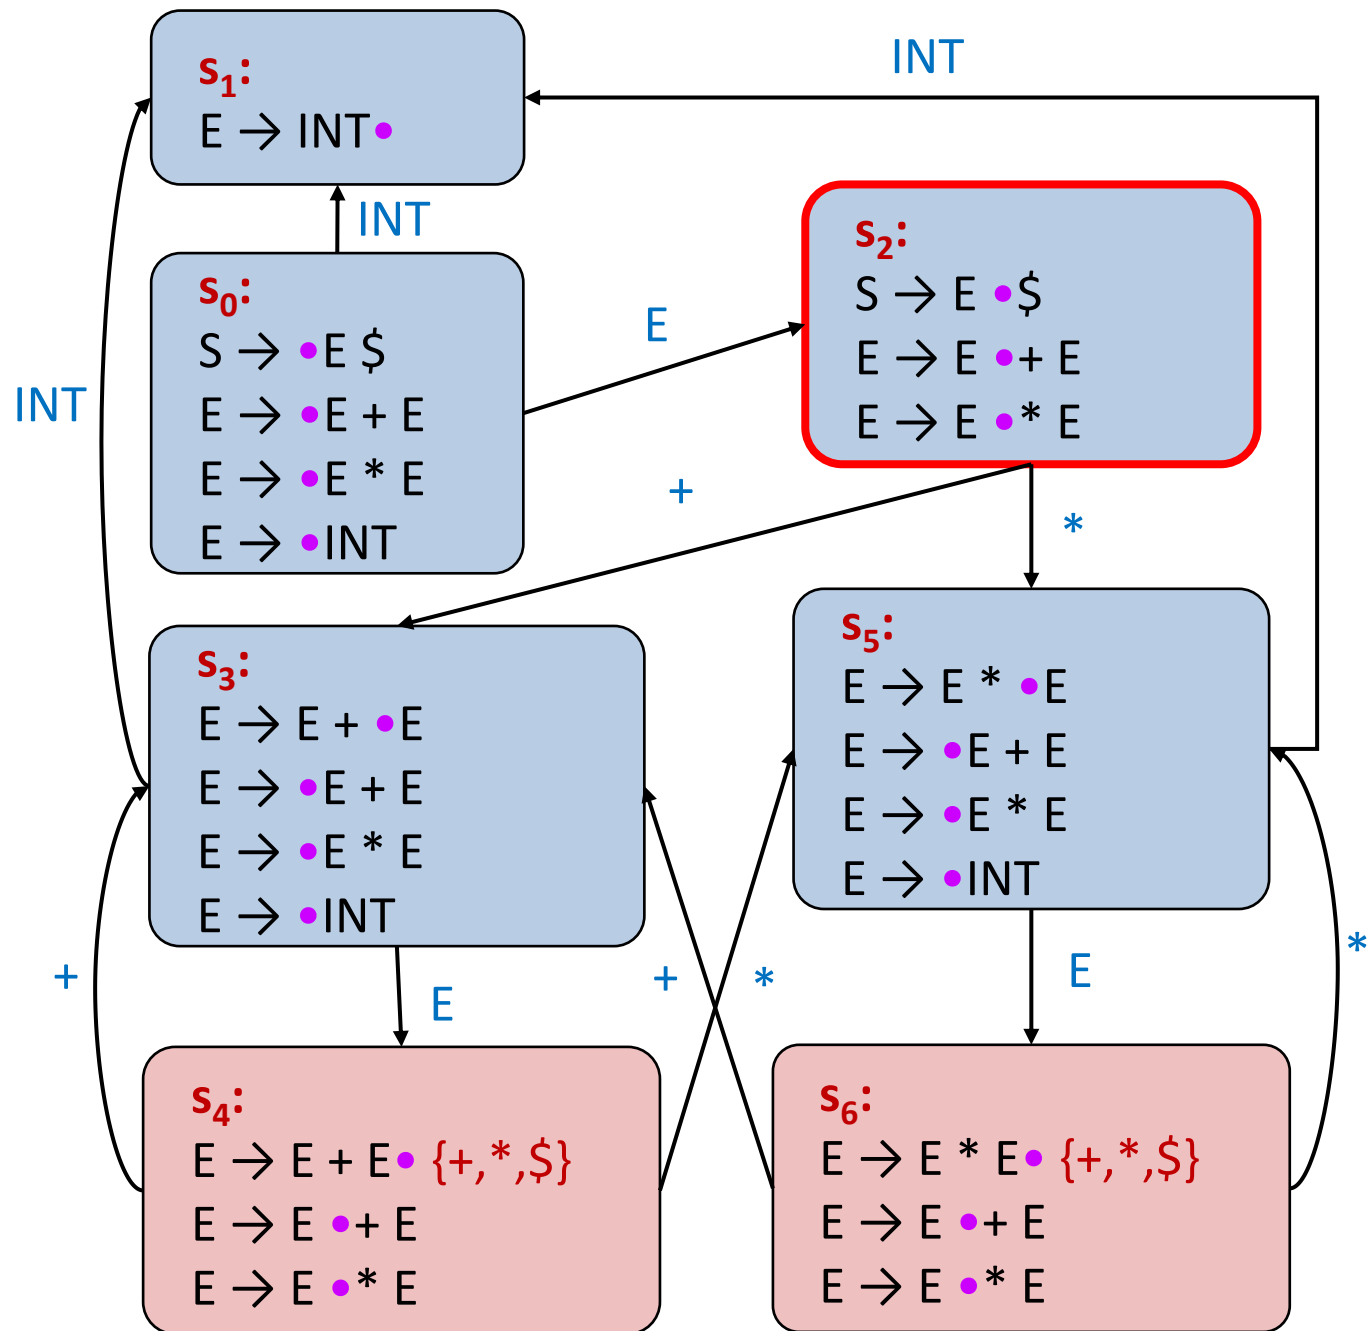 s₁:
E → INT•
INT
INT
s₀:
S → •E $
E → •E + E
E → •E * E
E → •INT
E
s₂:
S → E •$
E → E •+ E
E → E •* E
INT
+
*
s₃:
E → E + •E
E → •E + E
E → •E * E
E → •INT
s₅:
E → E * •E
E → •E + E
E → •E * E
E → •INT
+
E
+
*
E
*
s₄:
E → E + E• {+,*,$}
E → E •+ E
E → E •* E
s₆:
E → E * E• {+,*,$}
E → E •+ E
E → E •* E